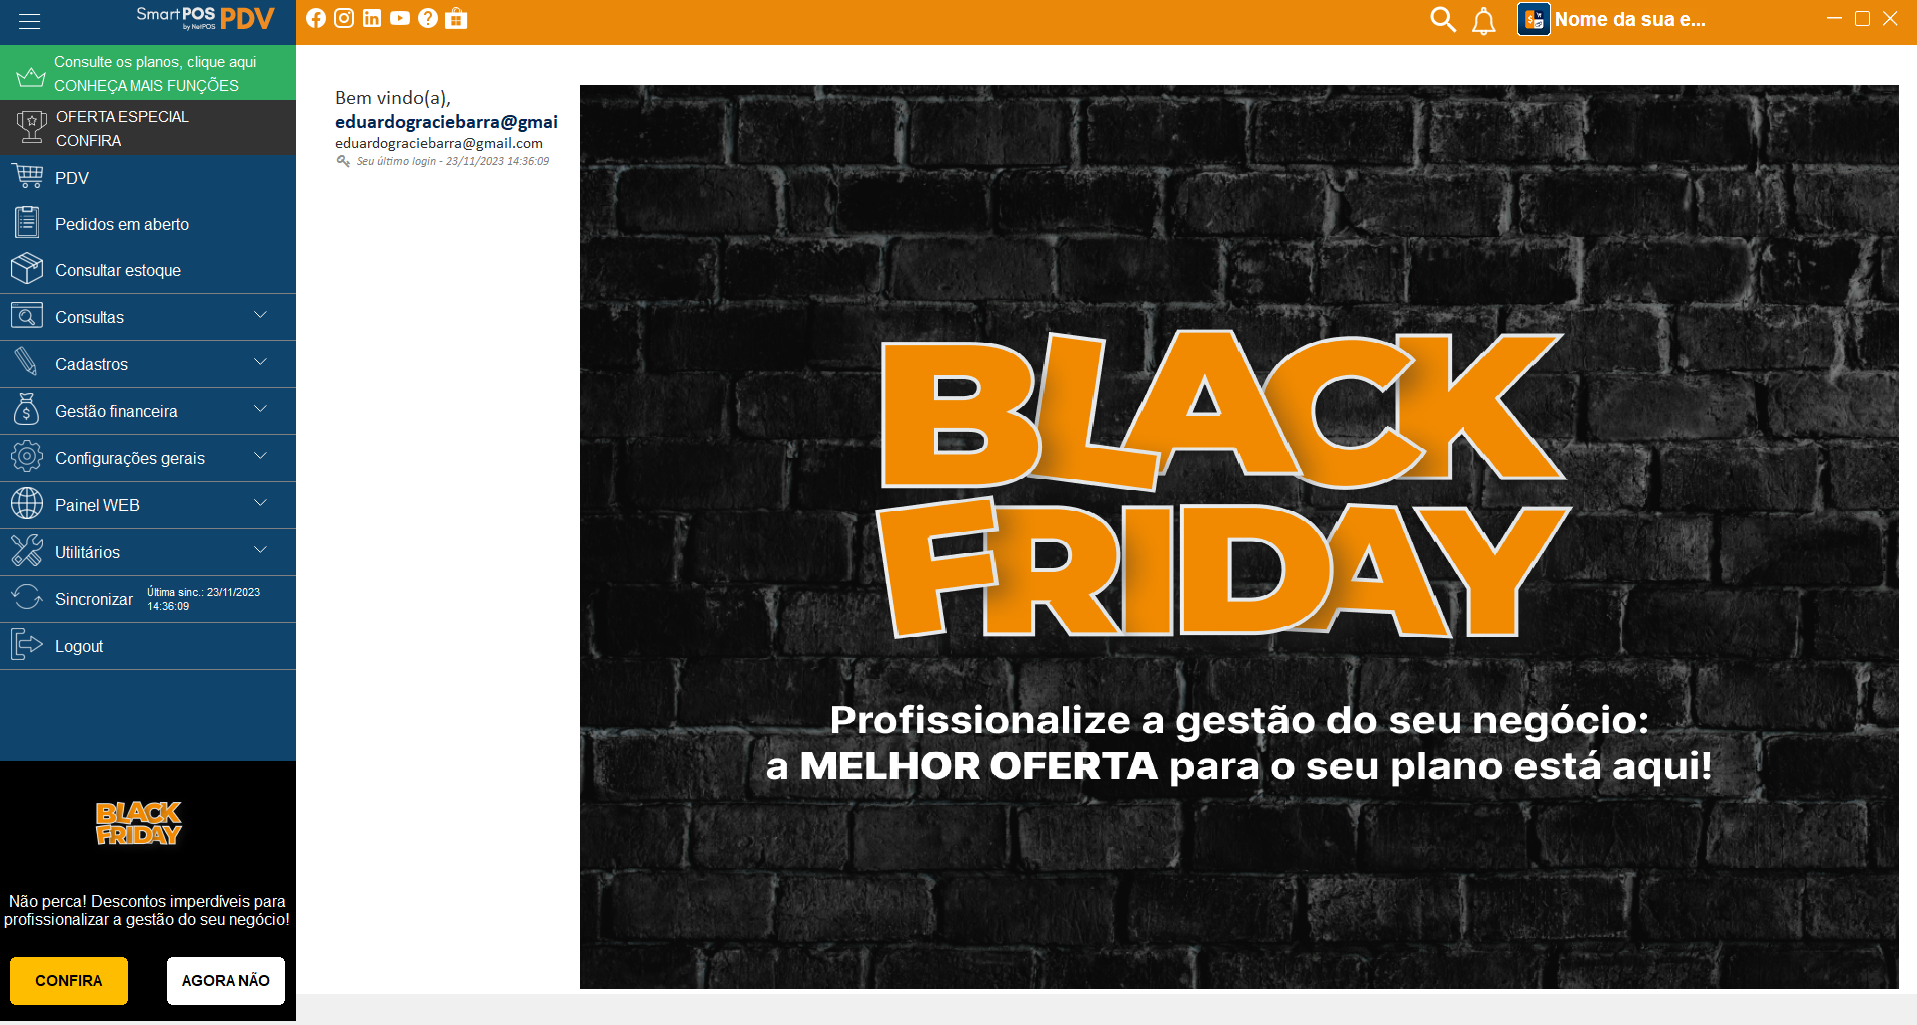 SmartPOS PDV
by NetPOS
Nome da sua e...
Consulte os planos, clique aqui
CONHEÇA MAIS FUNÇÕES
OFERTA ESPECIAL
CONFIRA
PDV
Pedidos em aberto
Consultar estoque
Consultas
Cadastros
Gestão financeira
Configurações gerais
Painel WEB
Utilitários
Sincronizar
Última sinc.: 23/11/2023
14:36:09
Logout
BLACK
FRIDAY
Não perca! Descontos imperdíveis para
profissionalizar a gestão do seu negócio!
CONFIRA
AGORA NÃO
Bem vindo(a),
eduardograciebarra@gmai
eduardograciebarra@gmail.com
Seu último login - 23/11/2023 14:36:09
BLACK
FRIDAY
Profissionalize a gestão do seu negócio:
a MELHOR OFERTA para o seu plano está aqui!